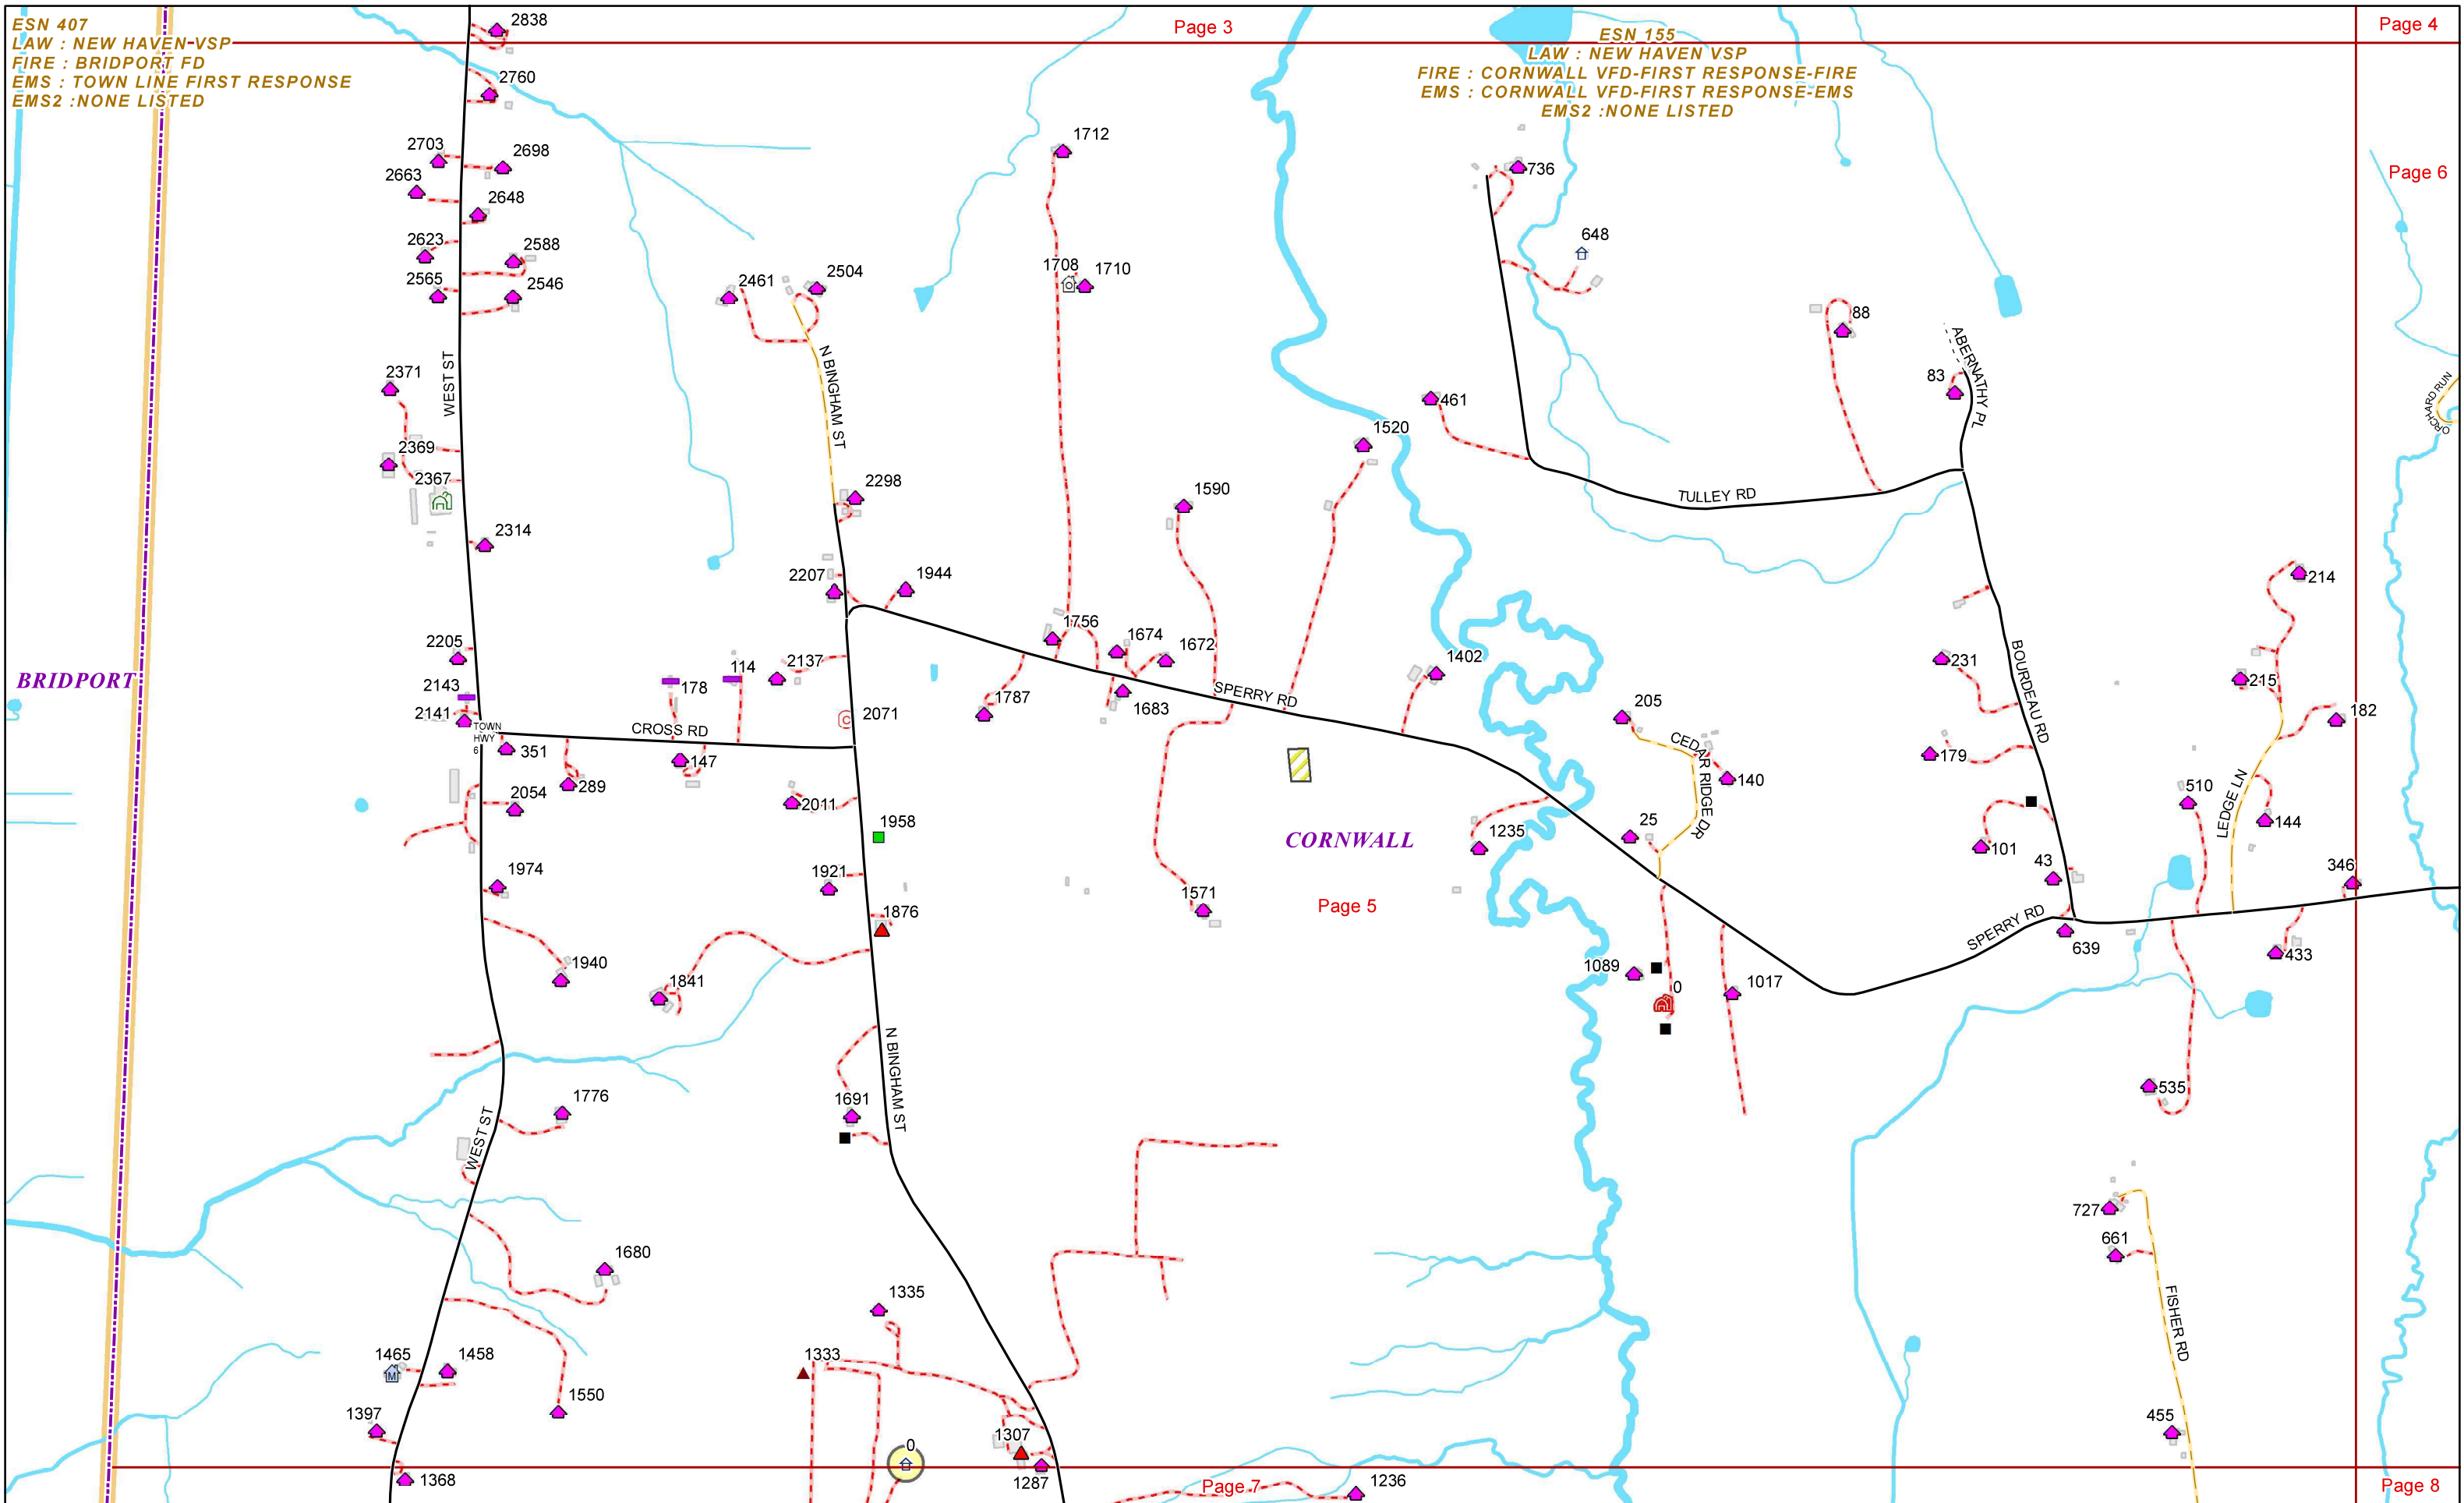 ESN 407
LAW : NEW HAVEN VSP
FIRE : BRIDPORT FD
EMS : TOWN LINE FIRST RESPONSE
EMS2 :NONE LISTED
2838
Page 3
ESN 155
LAW : NEW HAVEN VSP
FIRE : CORNWALL VFD-FIRST RESPONSE-FIRE
EMS : CORNWALL VFD-FIRST RESPONSE-EMS
EMS2 :NONE LISTED
Page 4
2760
1712
2703
2698
736
Page 6
2663
2648
2623
2588
648
2565
2546
2461
2504
1708
1710
88
ABERNATHY PL
WEST ST
N BINGHAM ST
2371
83
ORCHARD RUN
461
1520
2369
2367
2298
1590
TULLEY RD
2314
2207
1944
214
1756
1674
1672
2205
2137
1402
231
BOURDEAU RD
215
BRIDPORT
114
178
2143
2141
TOWN
HWY
6
2071
1787
1683
SPERRY RD
205
182
CROSS RD
351
147
CEDAR RIDGE DR
140
179
289
2054
2011
510
LEDGE LN
1958
CORNWALL
1235
25
144
101
1974
1921
43
346
1571
Page 5
1876
SPERRY RD
639
433
1940
1841
1089
0
1017
N BINGHAM ST
1776
1691
535
WEST ST
727
661
1680
1335
FISHER RD
1465
1458
1333
1550
1397
1307
455
0
1368
1287
Page 7
1236
Page 8